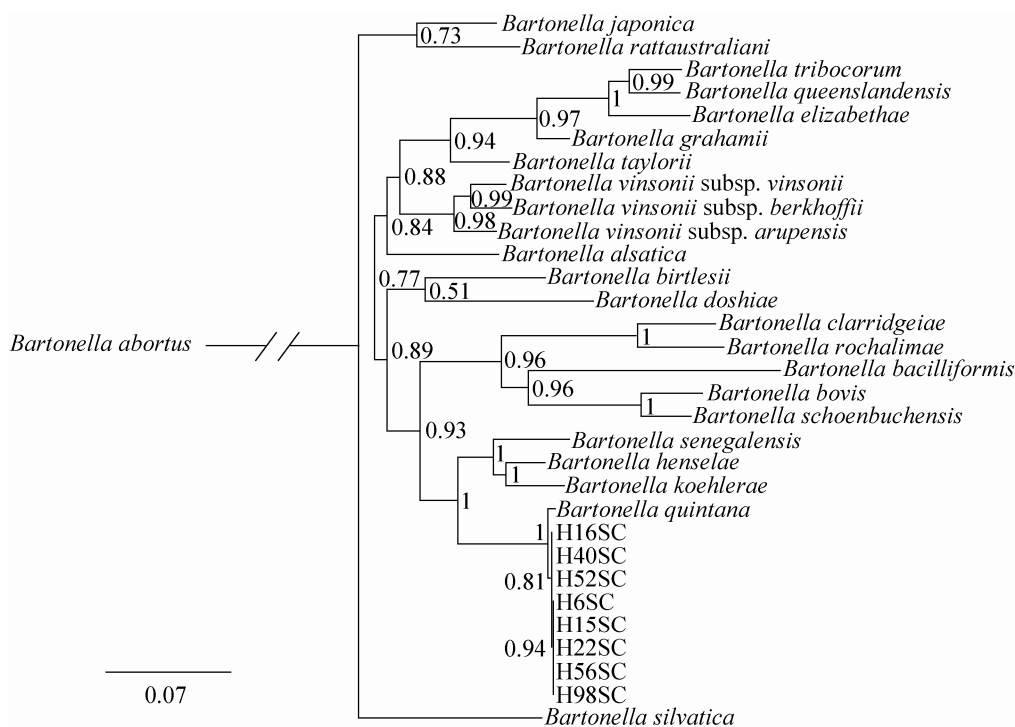 Bartonella japonica
0.73
Bartonella rattaustraliani
Bartonella tribocorum
0.99
Bartonella queenslandensis
1
Bartonella elizabethae
0.97
Bartonella grahamii
0.94
Bartonella taylorii
0.88
Bartonella vinsonii subsp. vinsonii
0.99
Bartonella vinsonii subsp. berkhoffii
0.98
0.84
Bartonella vinsonii subsp. arupensis
Bartonella alsatica
0.77
Bartonella birtlesii
0.51
Bartonella doshiae
Bartonella clarridgeiae
1
Bartonella abortus
0.89
Bartonella rochalimae
0.96
Bartonella bacilliformis
0.96
Bartonella bovis
1
Bartonella schoenbuchensis
0.93
Bartonella senegalensis
1
Bartonella henselae
1
Bartonella koehlerae
1
Bartonella quintana
1
H16SC
H40SC
0.81
H52SC
H6SC
H15SC
0.94
H22SC
H56SC
H98SC
0.07
Bartonella silvatica